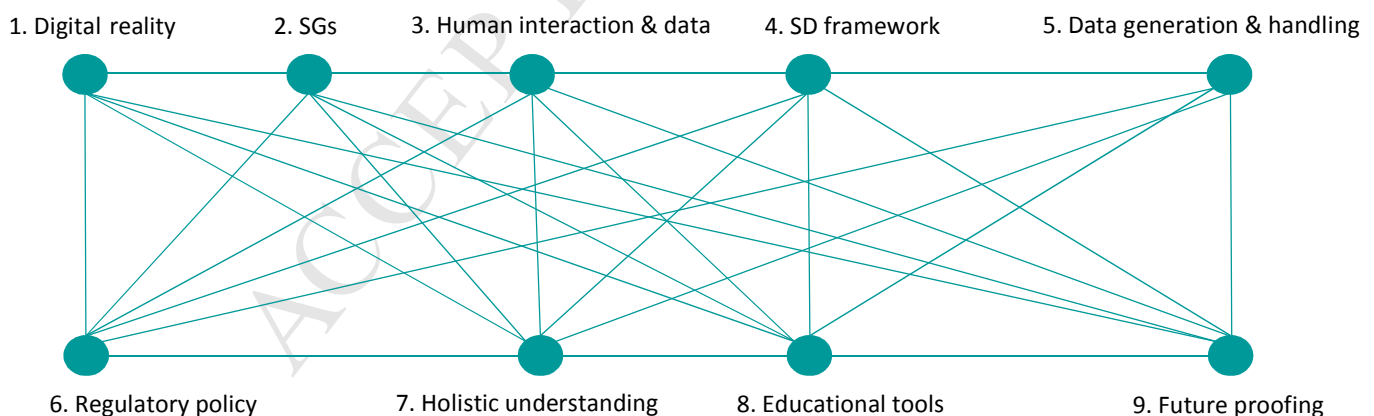 1. Digital reality
2. SGs
3. Human interaction & data
4. SD framework
5. Data generation & handling
ACCEP
6. Regulatory policy
7. Holistic understanding
8. Educational tools
9. Future proofing